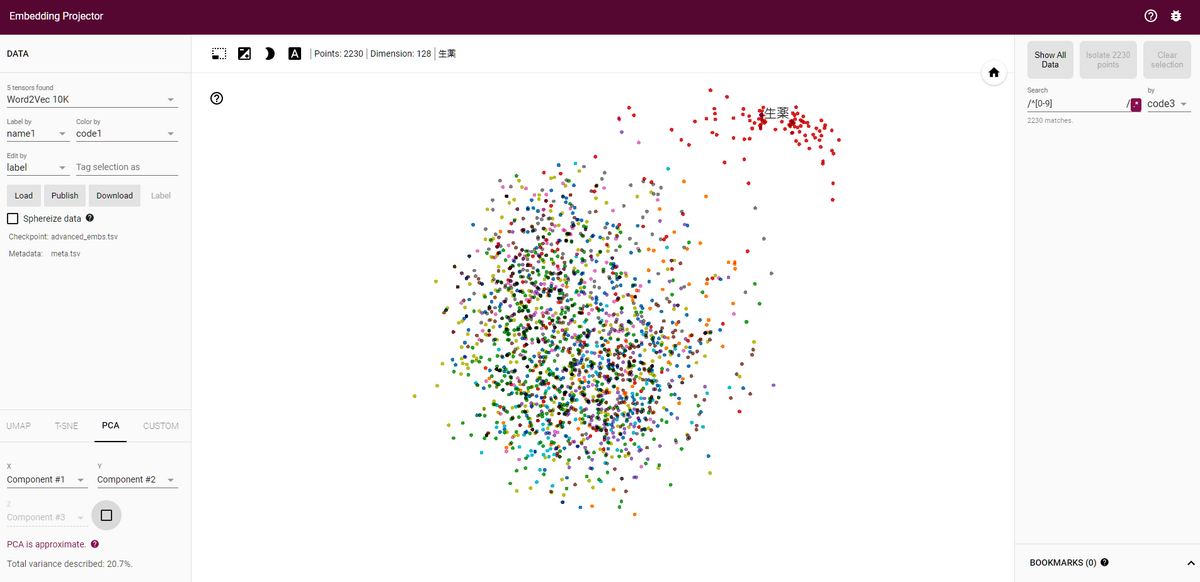 Embedding Projector
DATA
5 tensors found
Word2Vec 10K
Label by
Color by
name1
code1
Edit by
label
Tag selection as
Load
Publish
Download
Label
Sphereize data
Checkpoint: advanced_embs.tsv
Metadata: meta.tsv
UMAP
T-SNE
PCA
CUSTOM
X
Y
Component #1
Component #2
Z
Component #3
PCA is approximate.
Total variance described: 20.7%.
A
Points: 2230
Dimension: 128
生薬
生薬
Show All
Data
Isolate 2230
points
Clear
selection
Search
by
/^[0-9]
/
.*
code3
2230 matches.
BOOKMARKS (0)